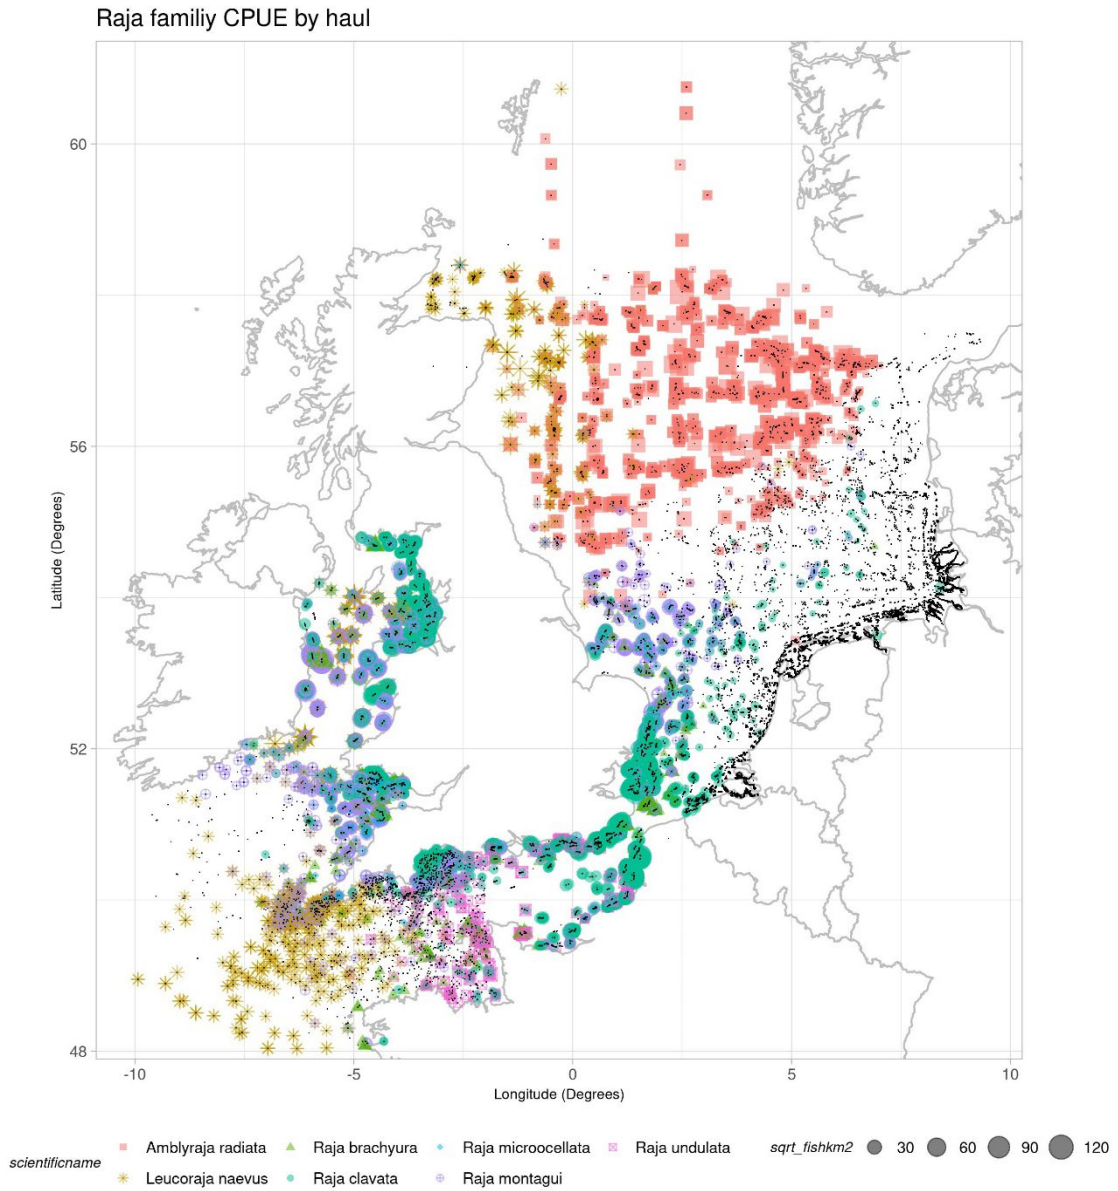 Raja familiy CPUE by haul
60
56
52
48
Latitude (Degrees)
-10 -5 0 5 10
Longitude (Degrees)
scientificname
Amblyraja radiata Raja brachyura Raja microocellata Raja undulata
Leucoraja naevus Raja clavata Raja montagui
sqrt_fishkm2 30 60 90 120